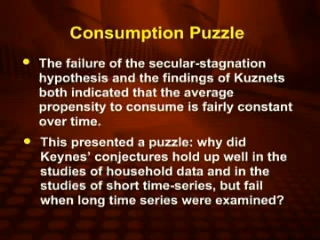 Consumption Puzzle
The failure of the secular-stagnation
hypothesis and the findings of Kuznets
both indicated that the average
propensity to consume is fairly constant
over time.
This presented a puzzle: why did
Keynes’ conjectures hold up well in the
studies of household data and in the
studies of short time-series, but fail
when long time series were examined?